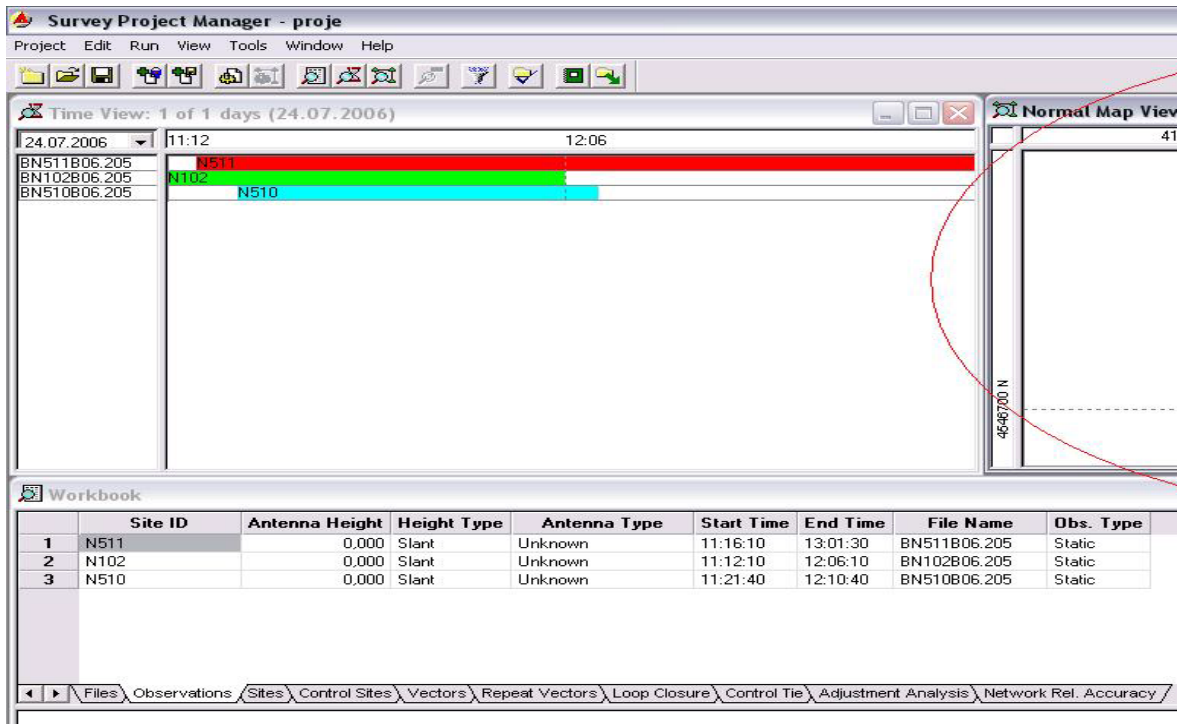 Survey Project Manager - proje
Project Edit Run View Tools Window Help
Time View: 1 of 1 days (24.07.2006)
24.07.2006 11:12 12:06
BN511B06.205 N511
BN102B06.205 N102
BN510B06.205 N510
Normal Map View
41
4646700 N
Workbook
Site ID Antenna Height Height Type Antenna Type Start Time End Time File Name Obs. Type
1 N511 0,000 Slant Unknown 11:16:10 13:01:30 BN511B06.205 Static
2 N102 0,000 Slant Unknown 11:12:10 12:06:10 BN102B06.205 Static
3 N510 0,000 Slant Unknown 11:21:40 12:10:40 BN510B06.205 Static
Files Observations Sites Control Sites Vectors Repeat Vectors Loop Closure Control Tie Adjustment Analysis Network Rel. Accuracy